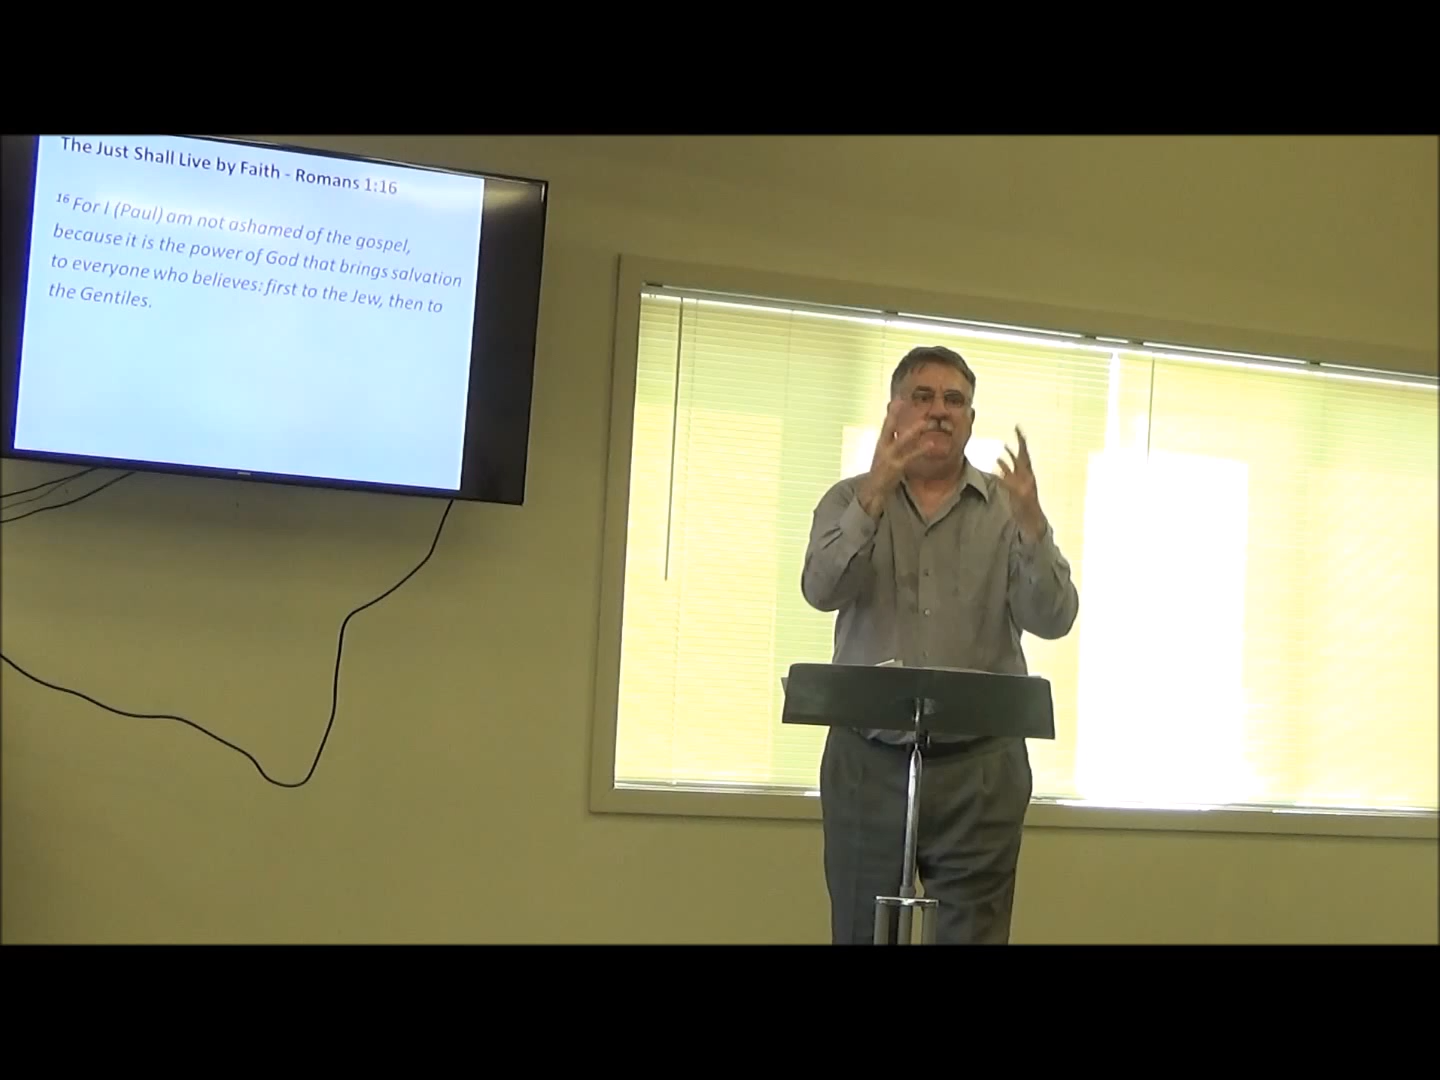 The Just Shall Live by Faith - Romans 1:16
16 For I (Paul) am not ashamed of the gospel,
because it is the power of God that brings salvation
to everyone who believes: first to the Jew, then to
the Gentiles.